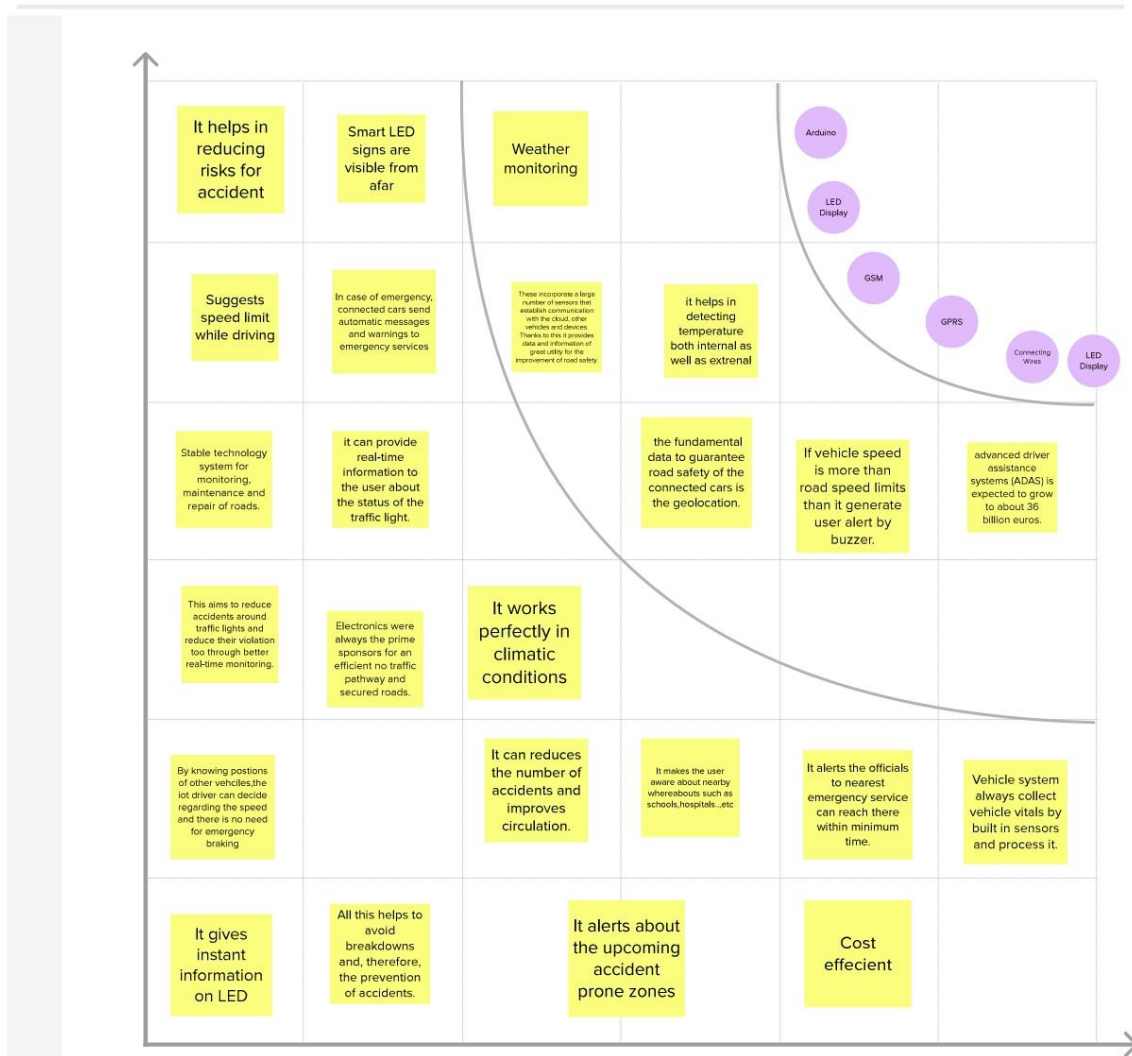 It helps in
reducing
risks for
accident
Smart LED
signs are
visible from
afar
Weather
monitoring
Arduino
LED
Display
GSM
GPRS
Connecting
Wires
LED
Display
Suggests
speed limit
while driving
In case of emergency,
connected cars send
automatic messages
and warnings to
emergency services
These incorporate a large
number of sensors that
establish communication
with the cloud, other
vehicles and devices.
Thanks to this it provides
data and information of
great utility for the
improvement of road safety.
it helps in
detecting
temperature
both internal as
well as extrenal
Stable technology
system for
monitoring,
maintenance and
repair of roads.
it can provide
real-time
information to
the user about
the status of the
traffic light.
the fundamental
data to guarantee
road safety of the
connected cars is
the geolocation.
If vehicle speed
is more than
road speed limits
than it generate
user alert by
buzzer.
advanced driver
assistance
systems (ADAS) is
expected to grow
to about 36
billion euros.
This aims to reduce
accidents around
traffic lights and
reduce their violation
too through better
real-time monitoring.
Electronics were
always the prime
sponsors for an
efficient no traffic
pathway and
secured roads.
It works
perfectly in
climatic
conditions
By knowing postions
of other vehciles,the
iot driver can decide
regarding the speed
and there is no need
for emergency
braking
It can reduces
the number of
accidents and
improves
circulation.
It makes the user
aware about nearby
whereabouts such as
schools,hospitals..,etc
It alerts the officials
to nearest
emergency service
can reach there
within minimum
time.
Vehicle system
always collect
vehicle vitals by
built in sensors
and process it.
It gives
instant
information
on LED
All this helps to
avoid
breakdowns
and, therefore,
the prevention
of accidents.
It alerts about
the upcoming
accident
prone zones
Cost
effecient